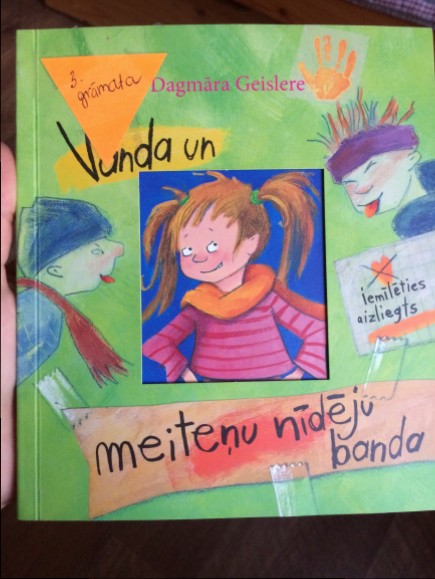 3.
grāmata
Dagmāra Geislere
Vunda un
iemīlēties
aizliegts
meiteņu nīdēju
banda